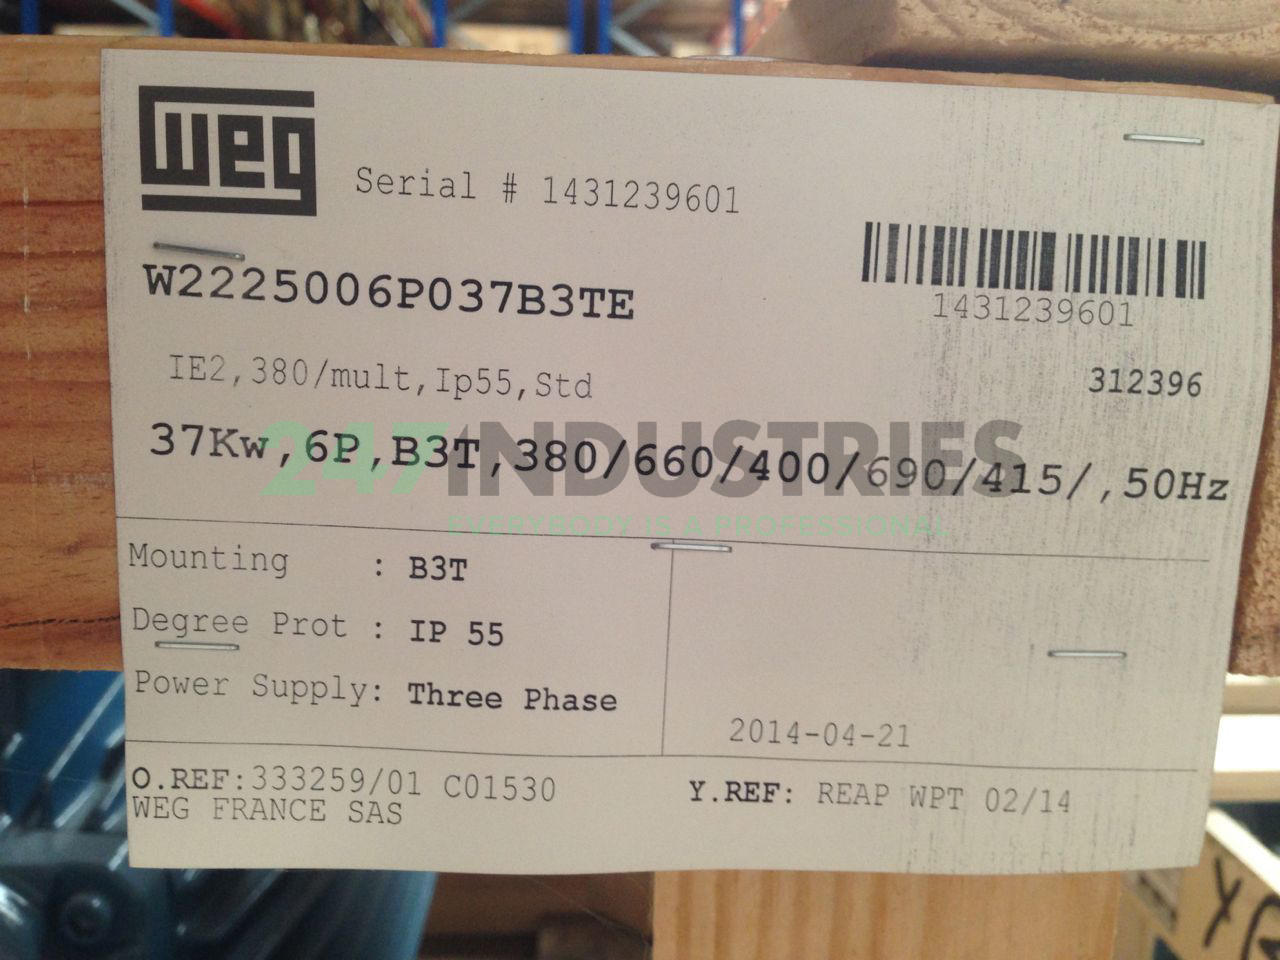 weg
Serial # 1431239601
W2225006P037B3TE
1431239601
IE2,380/mult,Ip55,Std
312396
37Kw,6P,B3T,380/660/400/690/415/,50Hz
247 INDUSTRIES
EVERYBODY IS A PROFESSIONAL
Mounting : B3T
Degree Prot : IP 55
Power Supply: Three Phase
2014-04-21
O.REF:333259/01 C01530
Y.REF: REAP WPT 02/14
WEG FRANCE SAS